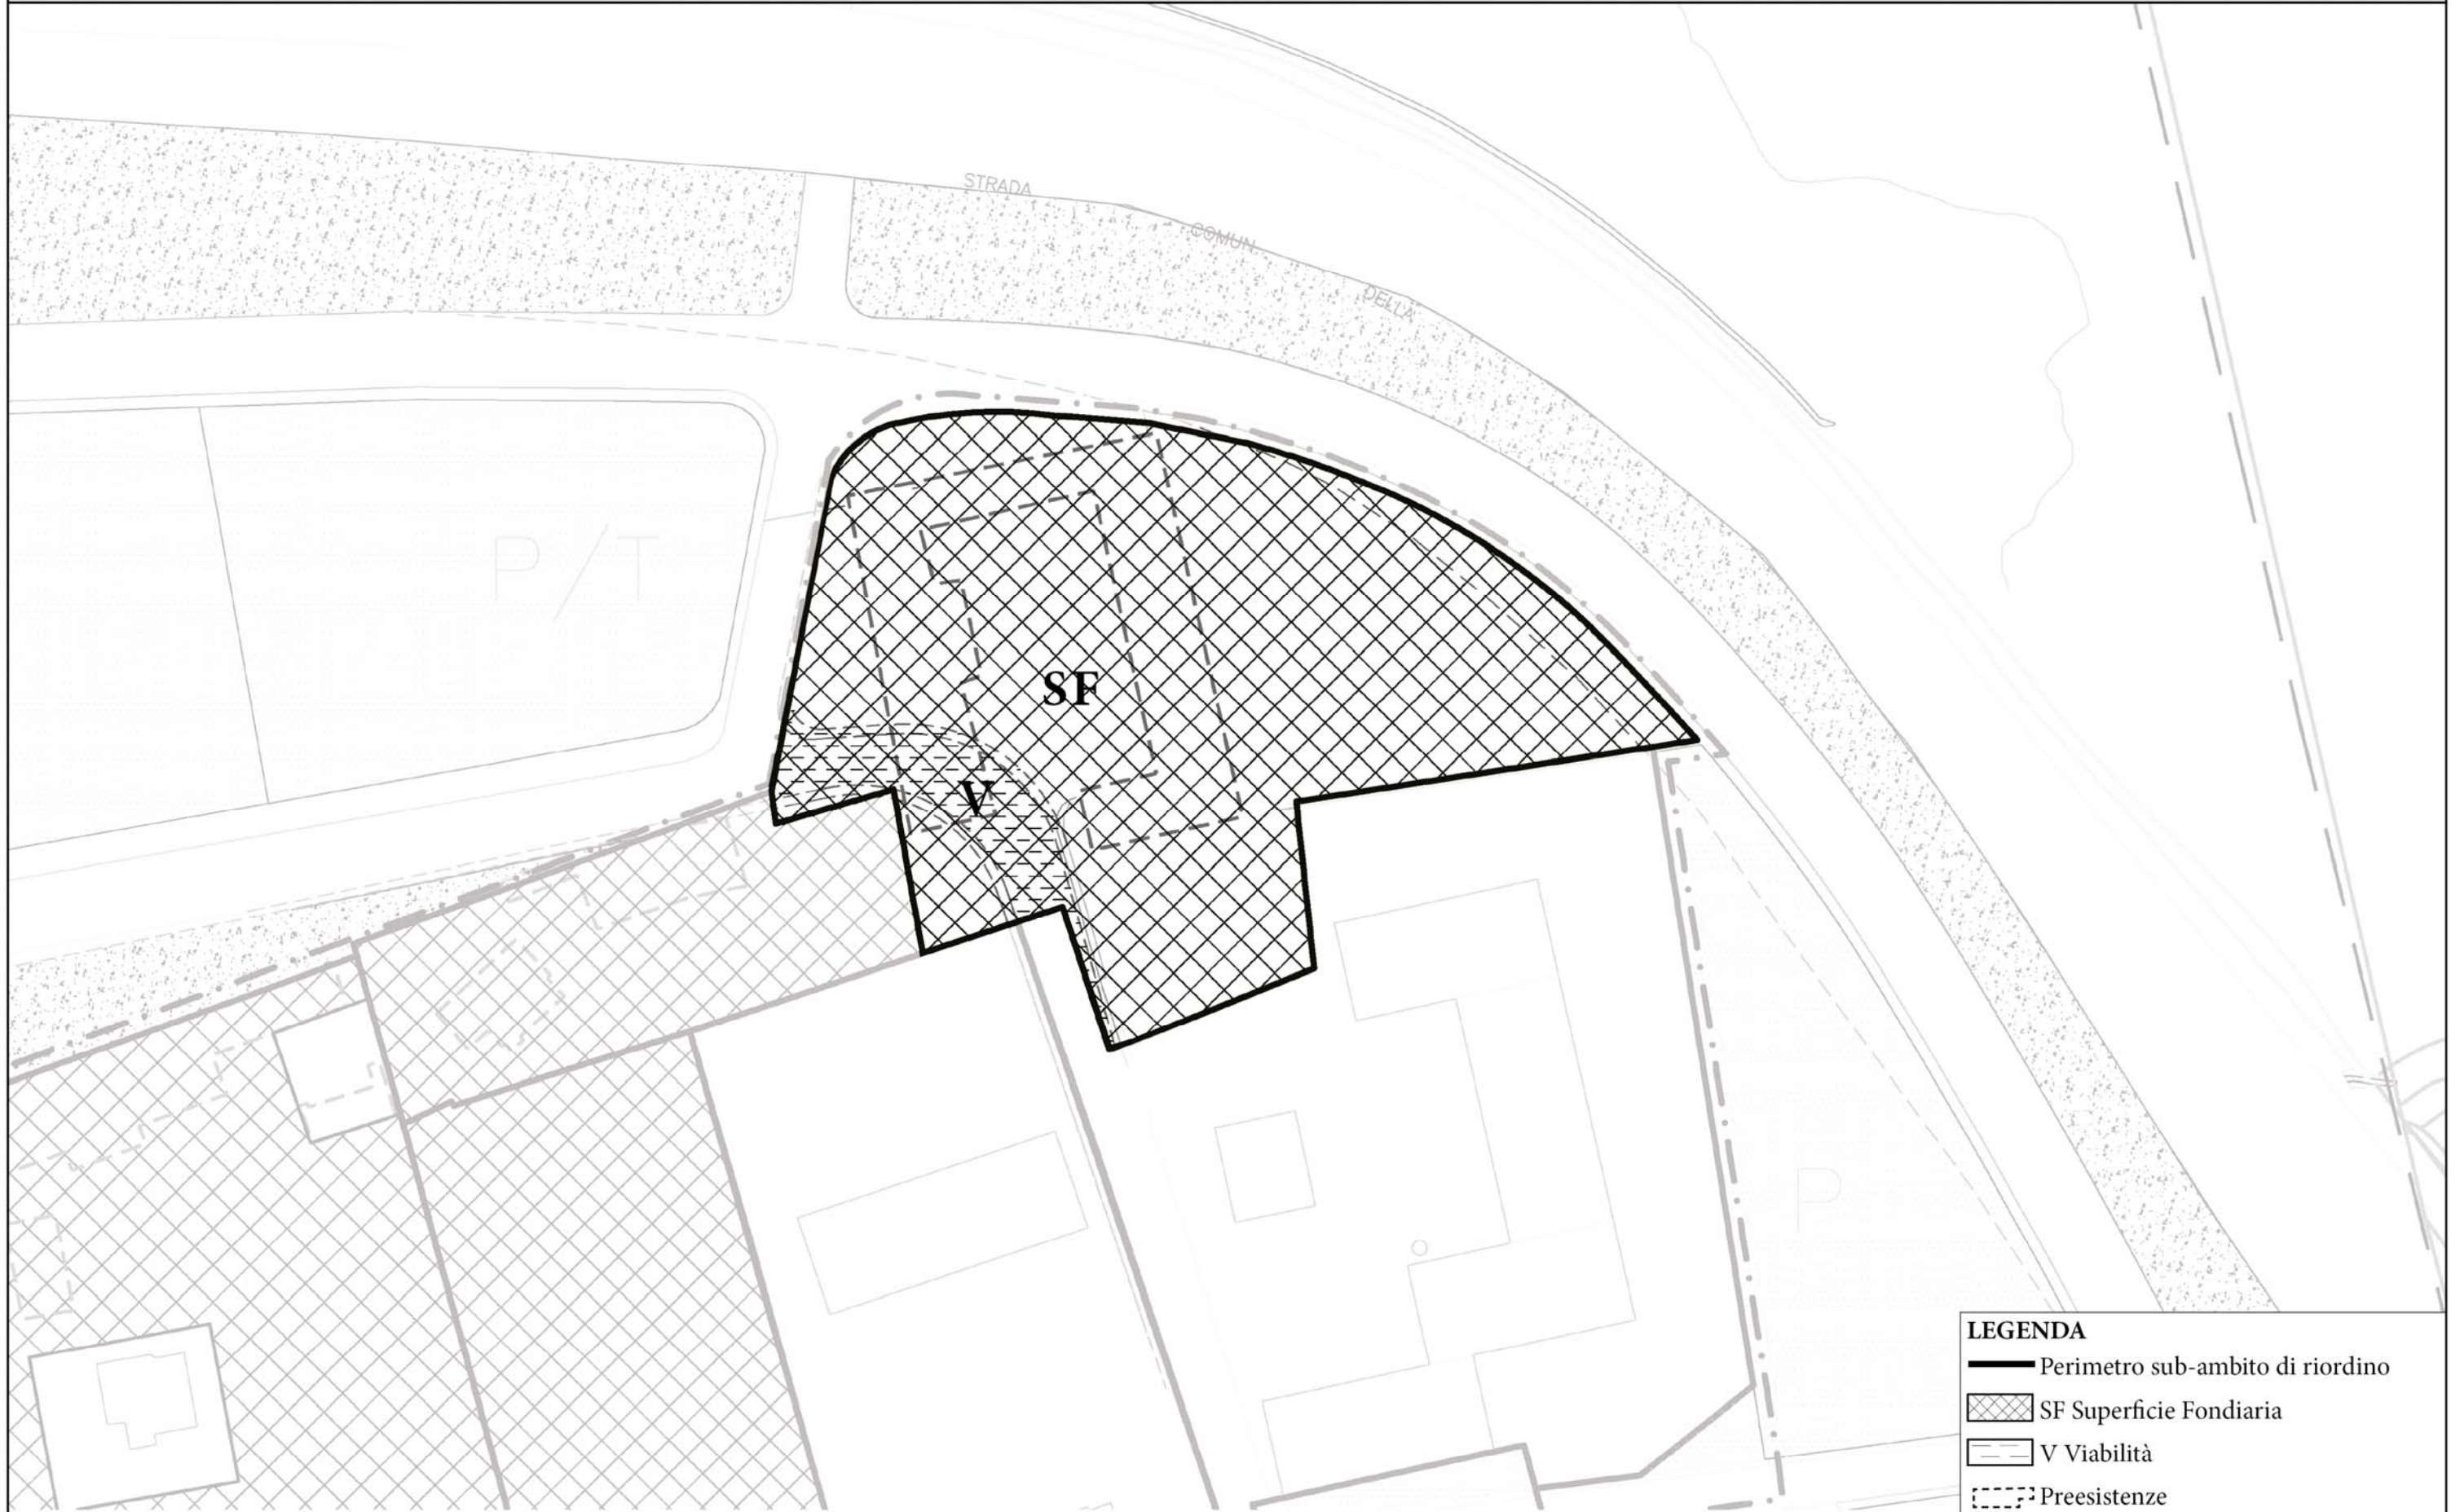 STRADA
COMUN.
DELLA
P/T
SF
V
P
LEGENDA
Perimetro sub-ambito di riordino
SF Superficie Fondiaria
V Viabilità
Preesistenze